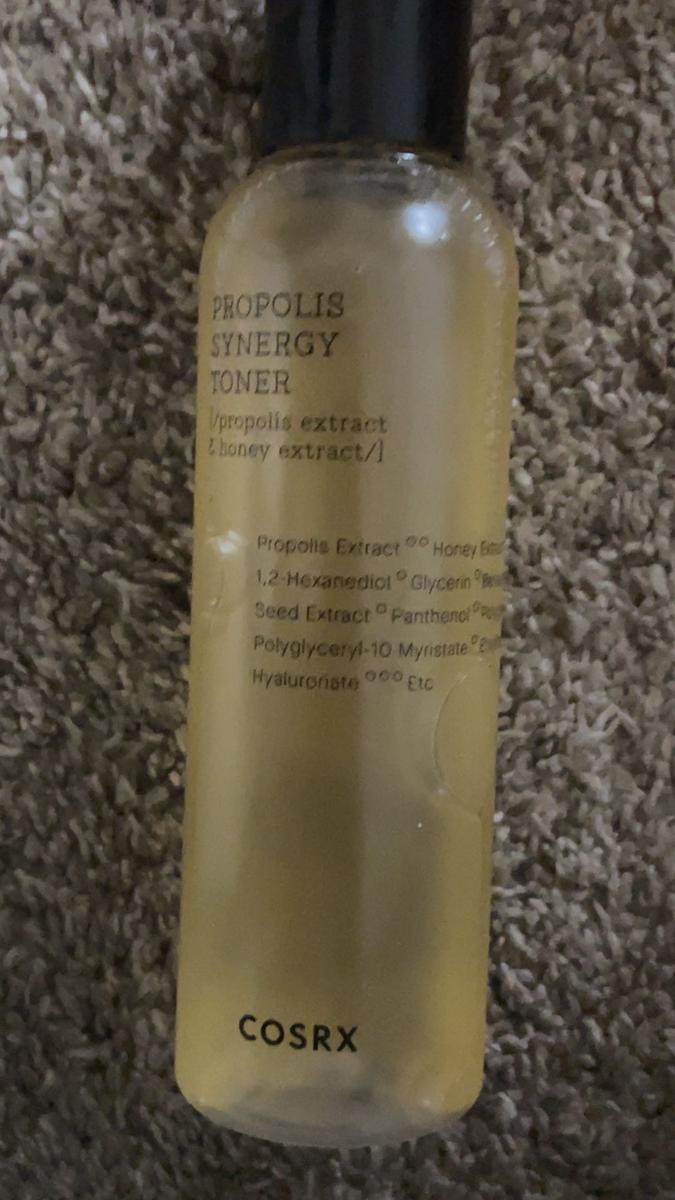 PROPOLIS
SYNERGY
TONER
[/propolis extract
& honey extract/]
Propolis Extract Honey
1,2-Hexanediol Glycerin
Seed Extract Panthenol
Polyglyceryl-10 Myristate
Hyaluronate Etc
COSRX